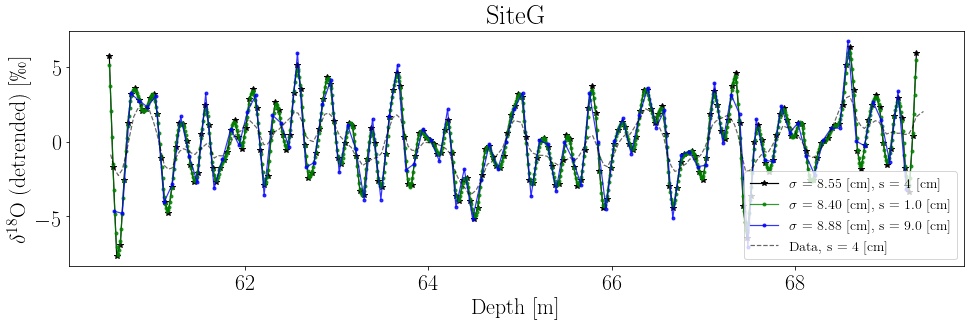 SiteG
δ¹⁸O (detrended) [‰]
5
0
−5
σ = 8.55 [cm], s = 4 [cm]
σ = 8.40 [cm], s = 1.0 [cm]
σ = 8.88 [cm], s = 9.0 [cm]
Data, s = 4 [cm]
62 64 66 68
Depth [m]